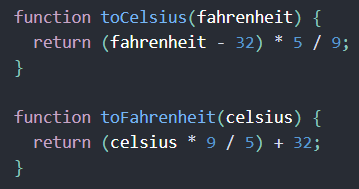 function toCelsius(fahrenheit) {
  return (fahrenheit - 32) * 5 / 9;
}

function toFahrenheit(celsius) {
  return (celsius * 9 / 5) + 32;
}